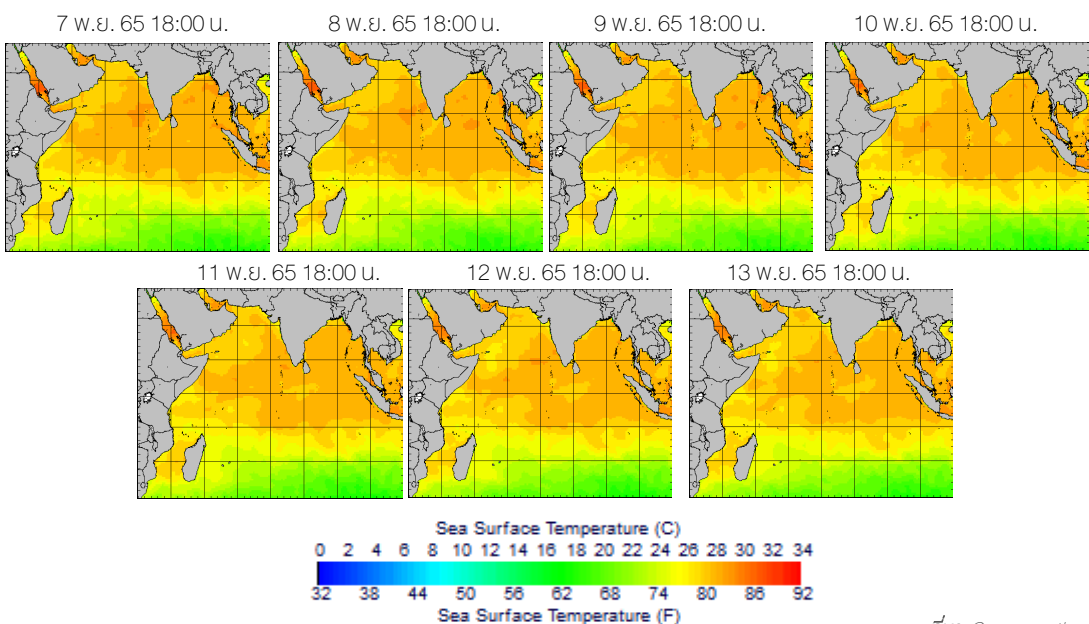 7 พ.ย. 65 18:00 น. 8 พ.ย. 65 18:00 น. 9 พ.ย. 65 18:00 น. 10 พ.ย. 65 18:00 น.
11 พ.ย. 65 18:00 น. 12 พ.ย. 65 18:00 น. 13 พ.ย. 65 18:00 น.
Sea Surface Temperature (C)
0 2 4 6 8 10 12 14 16 18 20 22 24 26 28 30 32 34
32 38 44 50 56 62 68 74 80 86 92
Sea Surface Temperature (F)